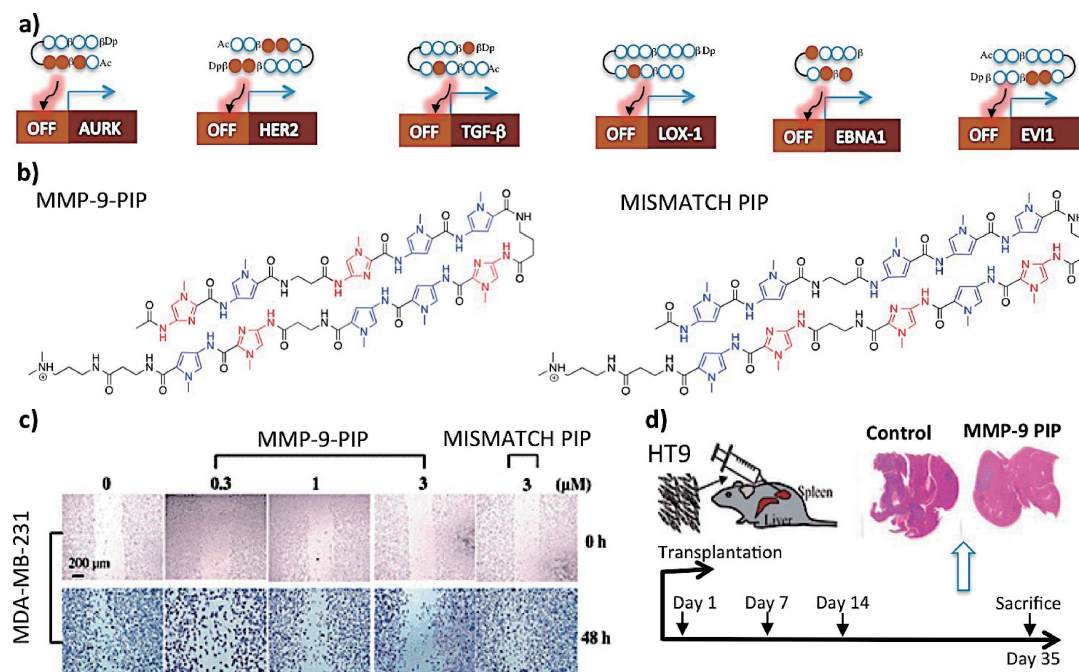 a)
βDp
β
β
Ac
OFF
AURK
Ac
β
Dpβ
β
OFF
HER2
β
βDp
β
Ac
OFF
TGF-β
β
βDp
β
OFF
LOX-1
β
β
OFF
EBNA1
Ac
β
Dp β
β
OFF
EVI1
b)
MMP-9-PIP
MISMATCH PIP
c)
MMP-9-PIP
MISMATCH PIP
0
0.3
1
3
3
(μM)
MDA-MB-231
0 h
200 μm
48 h
d)
HT9
Spleen
Liver
Control
MMP-9 PIP
Transplantation
Day 1
Day 7
Day 14
Sacrifice
Day 35